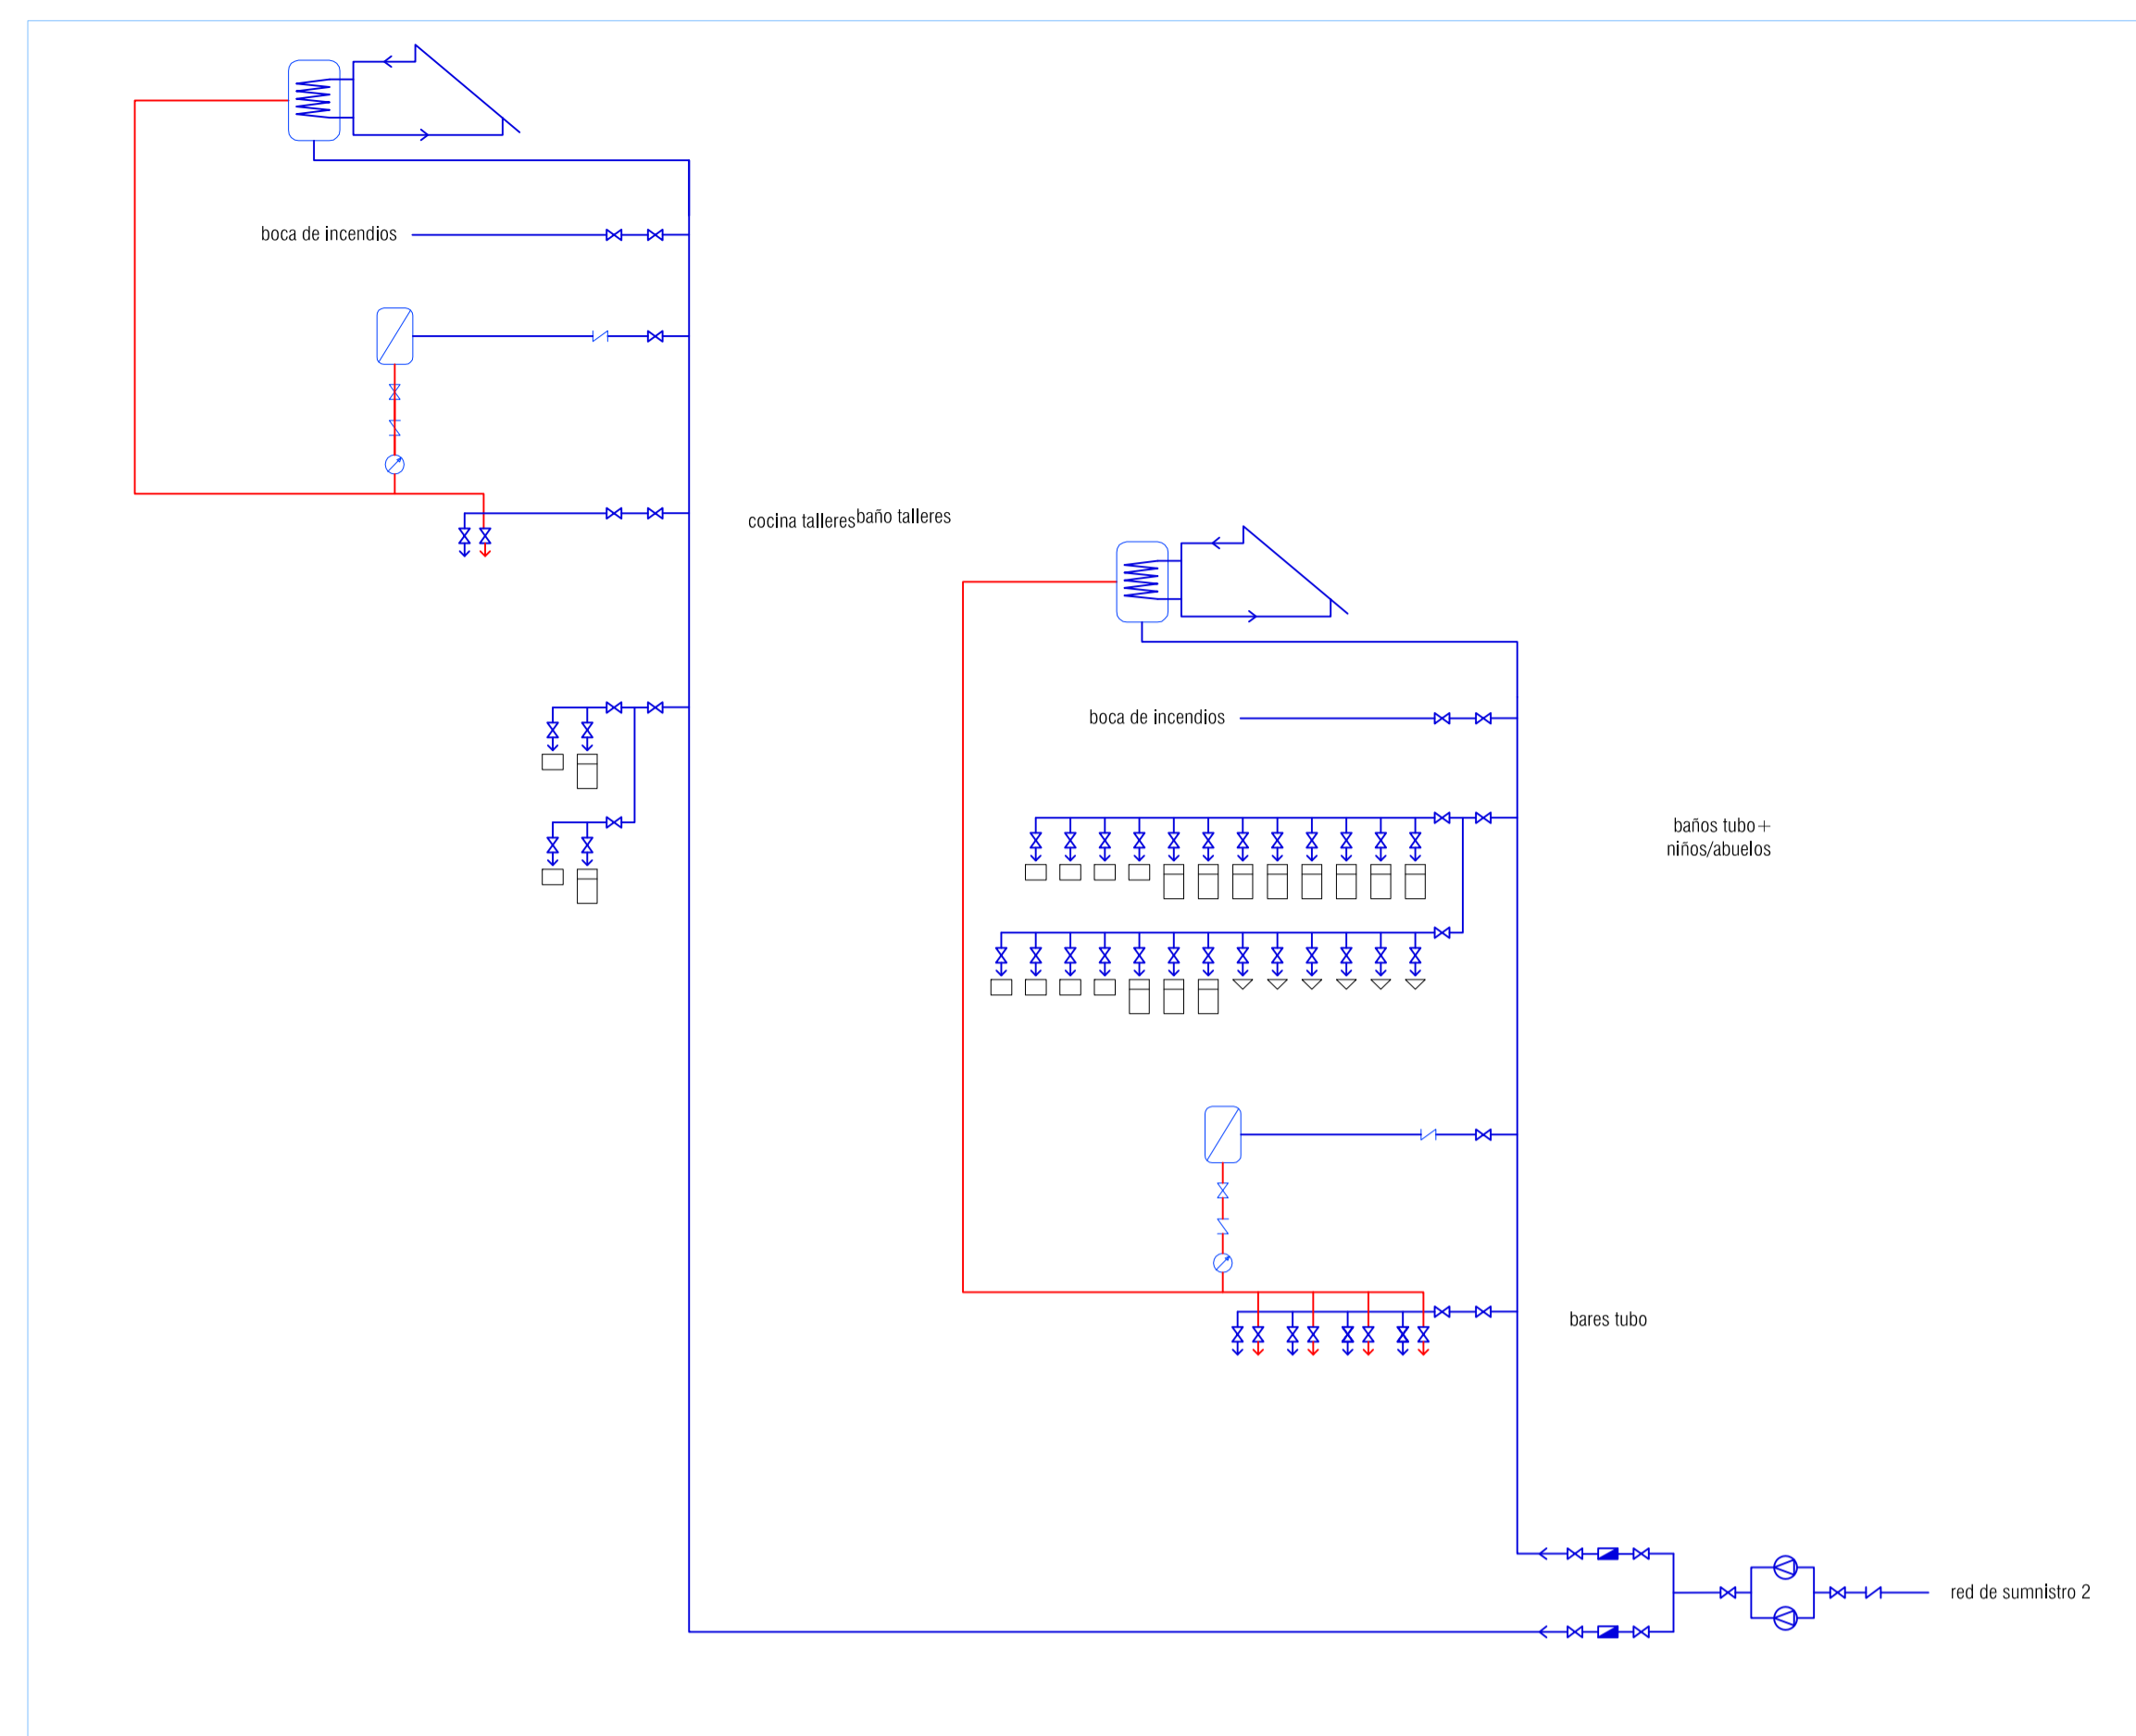 boca de incendios
cocina talleres
baño talleres
boca de incendios
baños tubo+
niños/abuelos
bares tubo
red de sumnistro 2